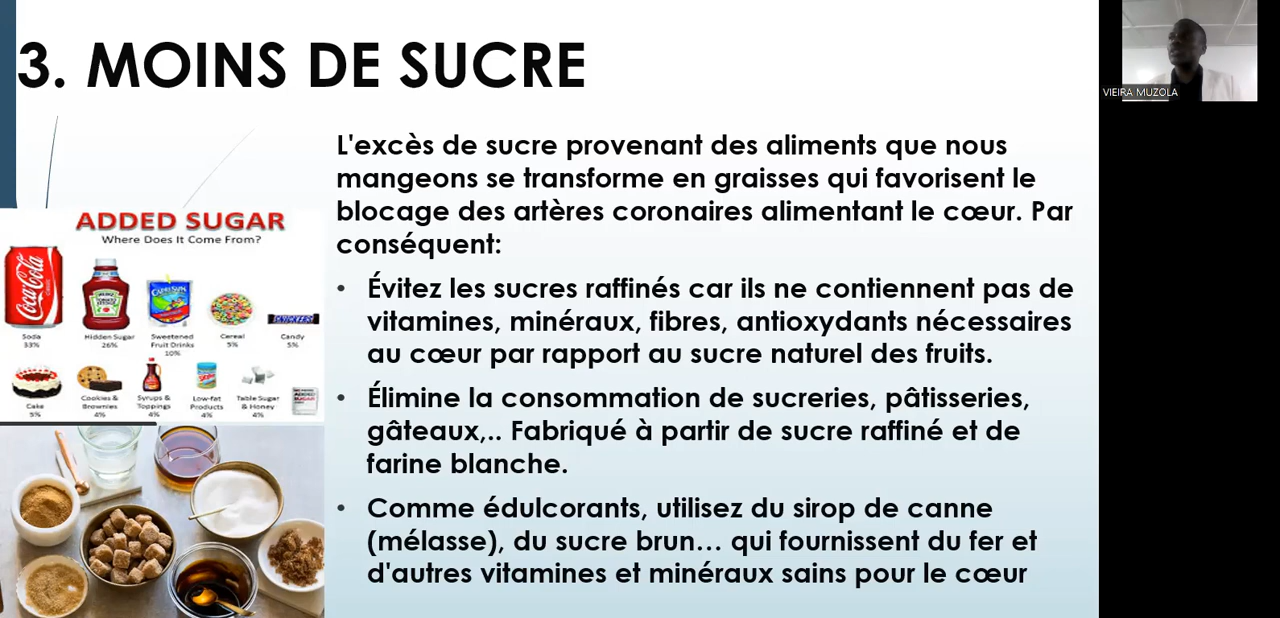 3. MOINS DE SUCRE
VIEIRA MUZOLA
L'excès de sucre provenant des aliments que nous
mangeons se transforme en graisses qui favorisent le
blocage des artères coronaires alimentant le cœur. Par
conséquent:
• Évitez les sucres raffinés car ils ne contiennent pas de
vitamines, minéraux, fibres, antioxydants nécessaires
au cœur par rapport au sucre naturel des fruits.
• Élimine la consommation de sucreries, pâtisseries,
gâteaux,.. Fabriqué à partir de sucre raffiné et de
farine blanche.
• Comme édulcorants, utilisez du sirop de canne
(mélasse), du sucre brun… qui fournissent du fer et
d'autres vitamines et minéraux sains pour le cœur
ADDED SUGAR
Where Does It Come From?
Coca-Cola
HEINZ
SNICKERS
Soda
33%
Hidden Sugar
26%
Sweetened
Fruit Drinks
10%
Cereal
5%
Candy
5%
Cake
5%
Cookies &
Brownies
4%
Syrups &
Toppings
4%
Low-fat
Products
4%
Table Sugar
& Honey
4%